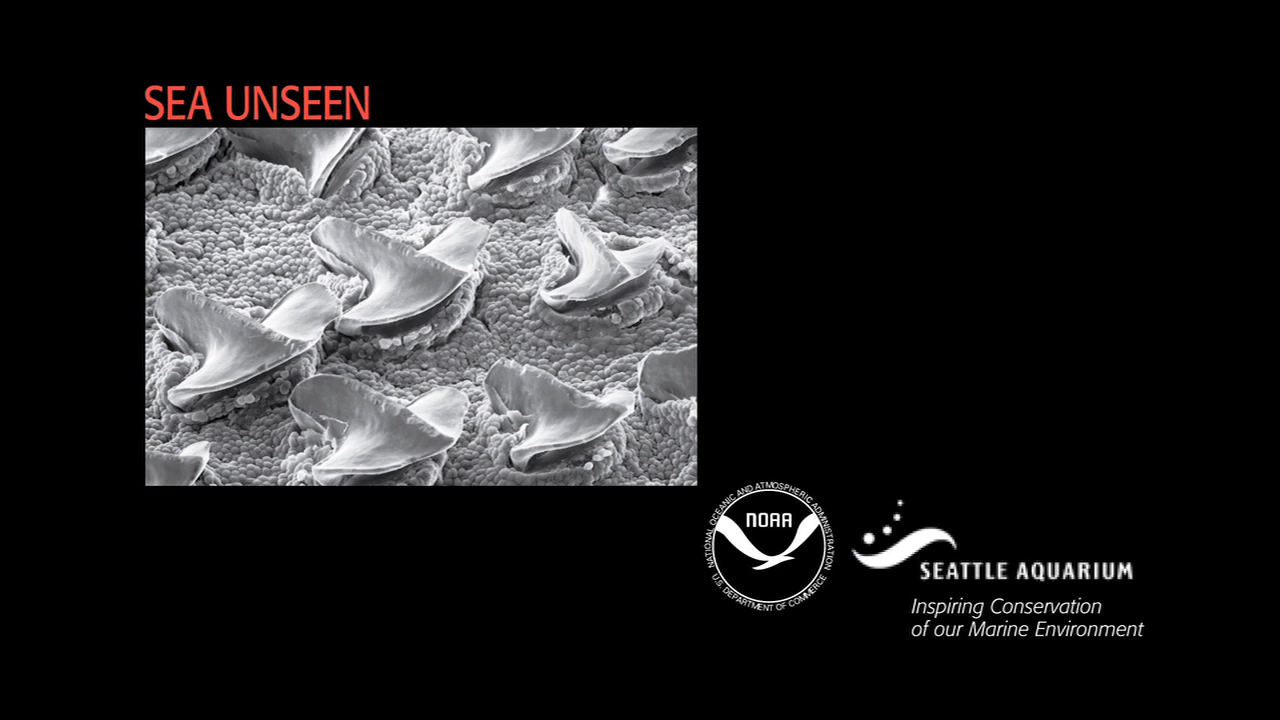 SEA UNSEEN
NATIONAL OCEANIC AND ATMOSPHERIC ADMINISTRATION
NOAA
U.S. DEPARTMENT OF COMMERCE
SEATTLE AQUARIUM
Inspiring Conservation
of our Marine Environment